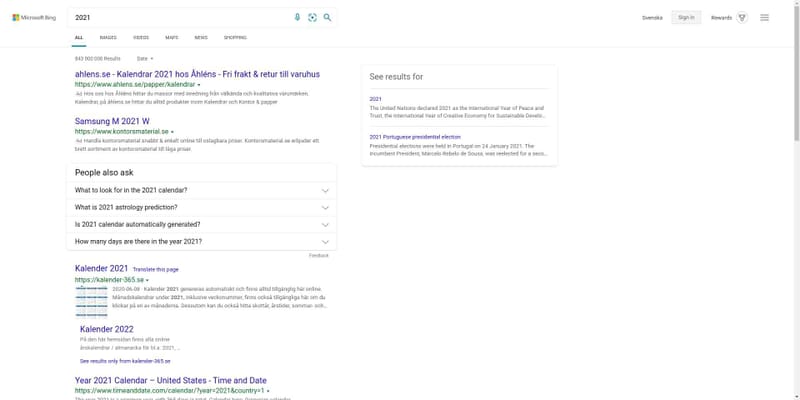 Microsoft Bing
2021
Svenska
Sign in
Rewards
ALL
IMAGES
VIDEOS
MAPS
NEWS
SHOPPING
843 000 000 Results
Date
ahlens.se - Kalendrar 2021 hos Åhléns - Fri frakt & retur till varuhus
https://www.ahlens.se/papper/kalendrar
Ad Hos oss hos Åhléns hittar du massor med inredning från välkända och kvalitativa varumärken.
Kalendrar, på åhlens.se hittar du alltid produkter inom Kalendrar och Kontor & papper
Samsung M 2021 W
https://www.kontorsmaterial.se
Ad Handla kontorsmaterial snabbt & enkelt online till oslagbara priser. Kontorsmaterial.se erbjuder ett
brett sortiment av kontorsmaterial till låga priser.
People also ask
What to look for in the 2021 calendar?
What is 2021 astrology prediction?
Is 2021 calendar automatically generated?
How many days are there in the year 2021?
Feedback
Kalender 2021 Translate this page
https://kalender-365.se
2020-06-08 · Kalender 2021 genereras automatiskt och finns alltid tillgänglig här online.
Månadskalendrar under 2021, inklusive veckonummer, finns också tillgängliga här om du
klickar på en av månaderna. Dessutom kan du också hitta skottår, årstider, sommar- och...
Kalender 2022
På den här hemsidan finns alla online
årskalendrar / almanacka för bl.a: 2021, ...
See results only from kalender-365.se
Year 2021 Calendar – United States - Time and Date
https://www.timeanddate.com/calendar/?year=2021&country=1
See results for
2021
The United Nations declared 2021 as the International Year of Peace and
Trust, the International Year of Creative Economy for Sustainable Develo...
2021 Portuguese presidential election
Presidential elections were held in Portugal on 24 January 2021. The
incumbent President, Marcelo Rebelo de Sousa, was reelected for a seco...